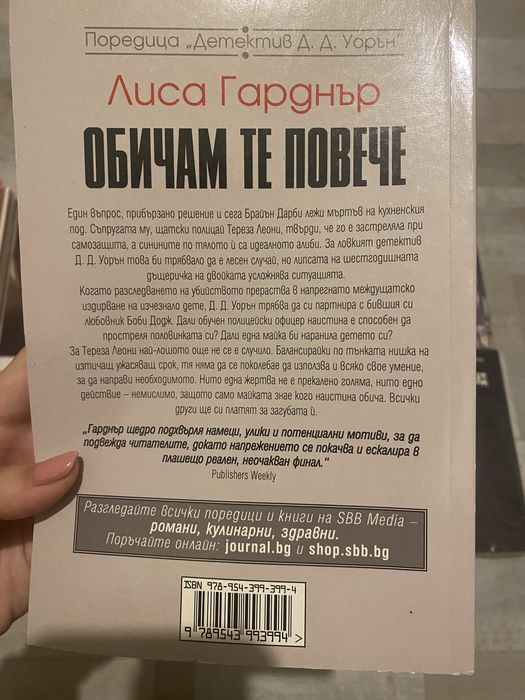 Поредица „Детектив Д. Д. Уорън“
Лиса Гарднър
ОБИЧАМ ТЕ ПОВЕЧЕ
Един въпрос, прибързано решение и сега Брайън Дарби лежи мъртъв на кухненския
под. Съпругата му, щатски полицай Тереза Леони, твърди, че го е застреляла при
самозащита, а синините по тялото ѝ са идеалното алиби. За ловкият детектив
Д. Д. Уорън това би трябвало да е лесен случай, но липсата на шестгодишната
дъщеричка на двойката усложнява ситуацията.
Когато разследването на убийството прераства в напрегнато междущатско
издирване на изчезнало дете, Д. Д. Уорън трябва да си партнира с бившия си
любовник Боби Додж. Дали обучен полицейски офицер наистина е способен да
простреля половинката си? Дали една майка би наранила детето си?
За Тереза Леони най-лошото още не се е случило. Балансирайки по тънката нишка на
изтичащ ужасяващ срок, тя няма да се поколебае да използва и всяко свое умение,
за да направи необходимото. Нито една жертва не е прекалено голяма, нито едно
действие – немислимо, защото само майката знае кого наистина обича. Всички
други ще си платят за загубата ѝ.
„Гарднър щедро подхвърля намеци, улики и потенциални мотиви, за да
подвежда читателите, докато напрежението се покачва и ескалира в
плашещо реален, неочакван финал.“
Publishers Weekly
Разгледайте всички поредици и книги на SBB Media –
романи, кулинарни, здравни.
Поръчайте онлайн: journal.bg и shop.sbb.bg
ISBN 978-954-399-399-4
9 789543 993994 >